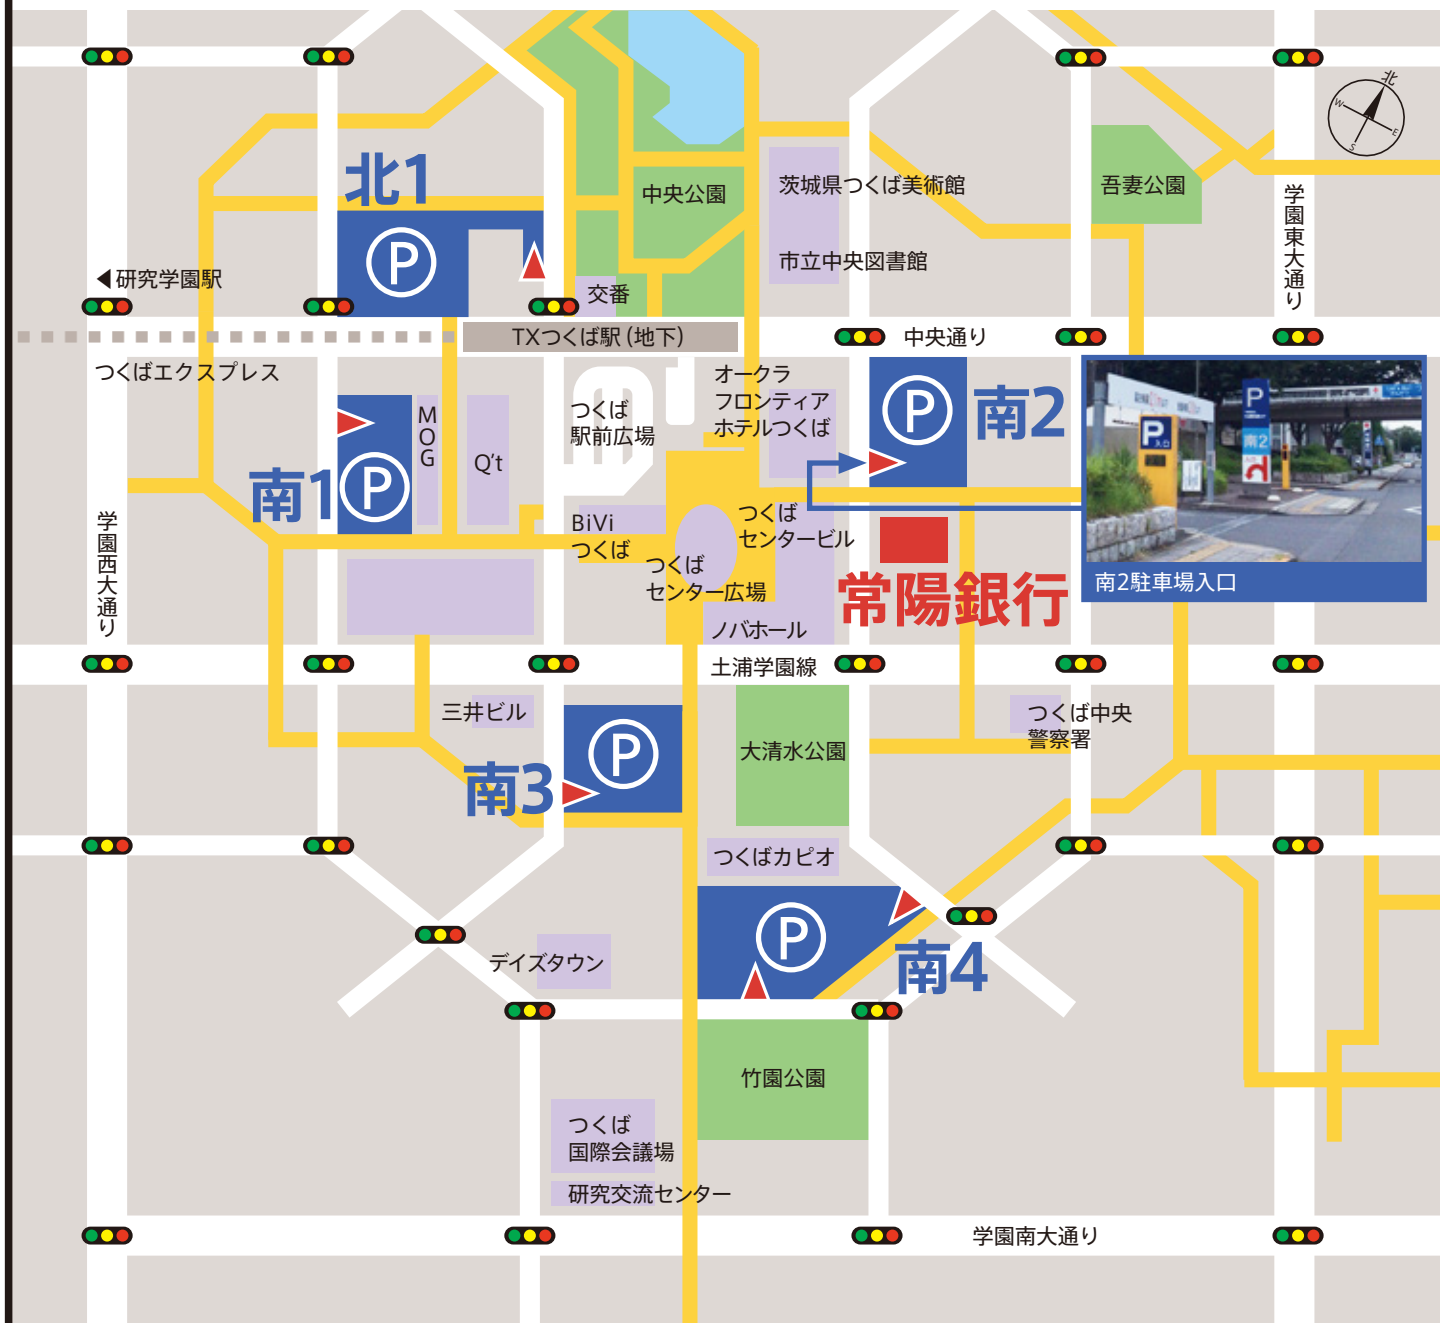 北
W
E
S
北1
P
中央公園
茨城県つくば美術館
市立中央図書館
吾妻公園
学園東大通り
◀研究学園駅
交番
TXつくば駅(地下)
中央通り
つくばエクスプレス
南1
P
MOG
Q't
つくば
駅前広場
オークラ
フロンティア
ホテルつくば
P
南2
P
入口
P
南2
南2駐車場入口
学園西大通り
BiVi
つくば
つくば
センタービル
つくば
センター広場
ノバホール
常陽銀行
土浦学園線
三井ビル
南3
P
大清水公園
つくば中央
警察署
つくばカピオ
P
南4
デイズタウン
竹園公園
つくば
国際会議場
研究交流センター
学園南大通り